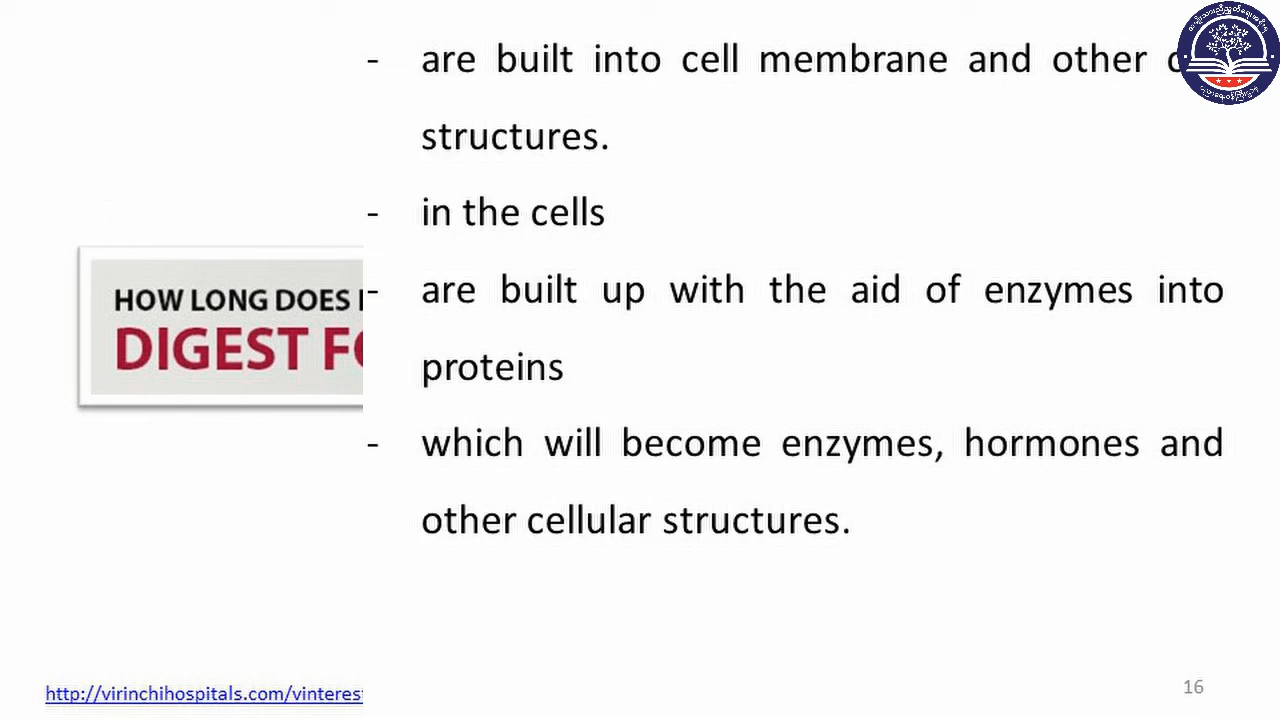 - are built into cell membrane and other
structures.
- in the cells
HOW LONG DOES
- are built up with the aid of enzymes into
DIGEST
proteins
- which will become enzymes, hormones and
other cellular structures.
http://virinchihospitals.com/vinterest
16